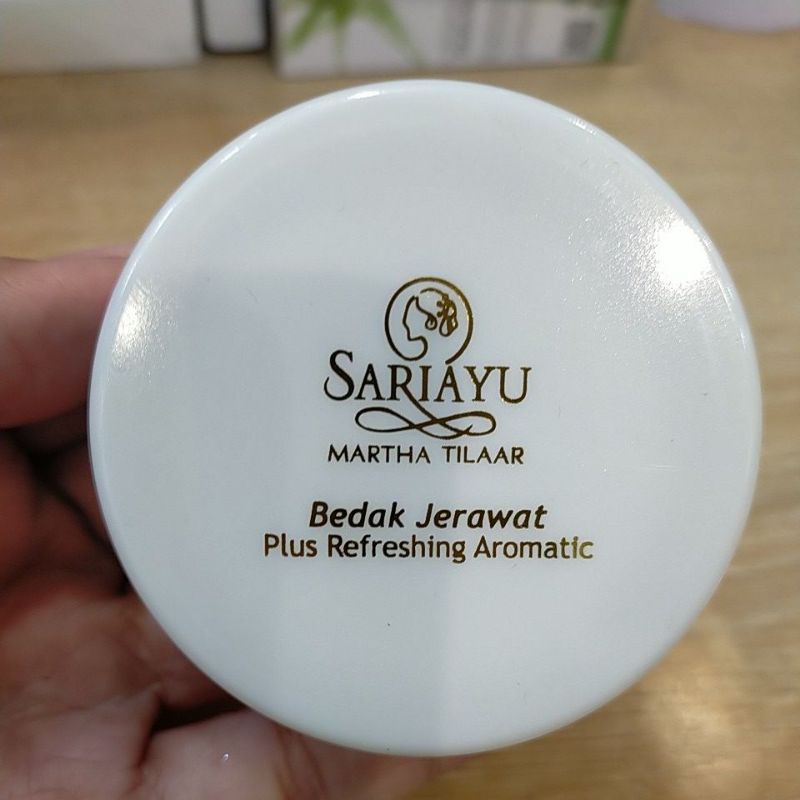 SARIAYU
MARTHA TILAAR
Bedak Jerawat
Plus Refreshing Aromatic